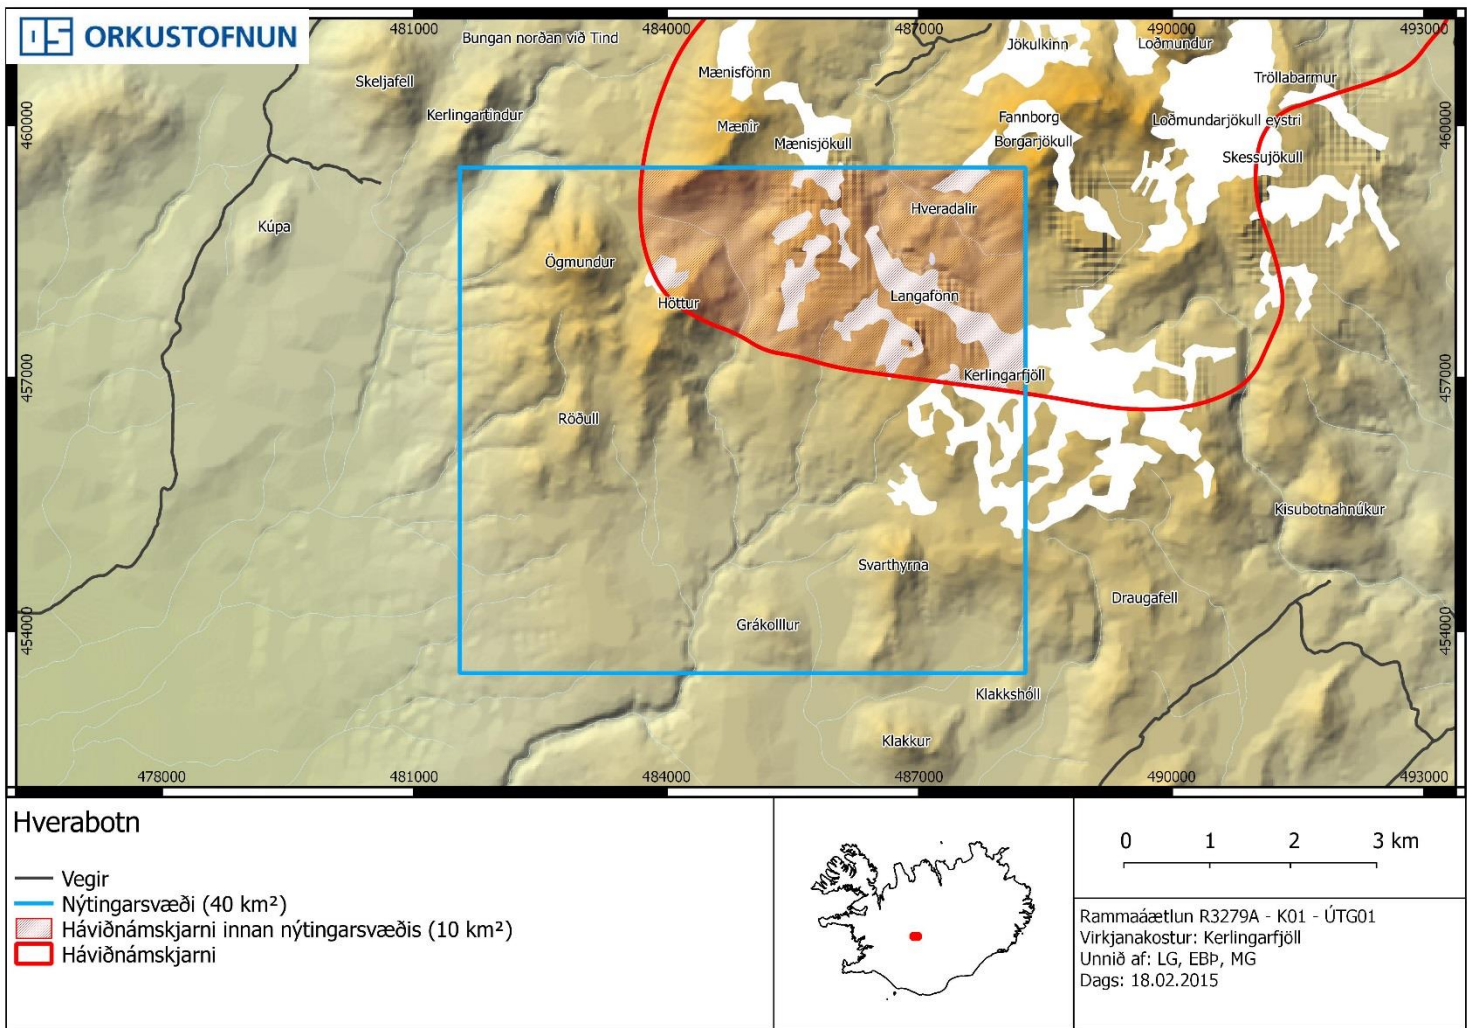 ORKUSTOFNUN
481000
484000
487000
490000
493000
Bungan norðan við Tind
Jökulkinn
Loðmundur
Skeljafell
Mænisfönn
Tröllabarmur
Kerlingartindur
Mænir
Fannborg
Loðmundarjökull eystri
460000
460000
Mænisjökull
Borgarjökull
Skessujökull
Hveradalir
Kúpa
Ögmundur
Höttur
Langafönn
457000
457000
Kerlingarfjöll
Röðull
Kisubotnahnúkur
Svarthyrna
Draugafell
Grákolllur
454000
454000
Klakkshóll
Klakkur
478000
481000
484000
487000
490000
493000
Hverabotn
Vegir
Nýtingarsvæði (40 km²)
Háviðnámskjarni innan nýtingarsvæðis (10 km²)
Háviðnámskjarni
0 1 2 3 km
Rammaáætlun R3279A - K01 - ÚTG01
Virkjanakostur: Kerlingarfjöll
Unnið af: LG, EBÞ, MG
Dags: 18.02.2015